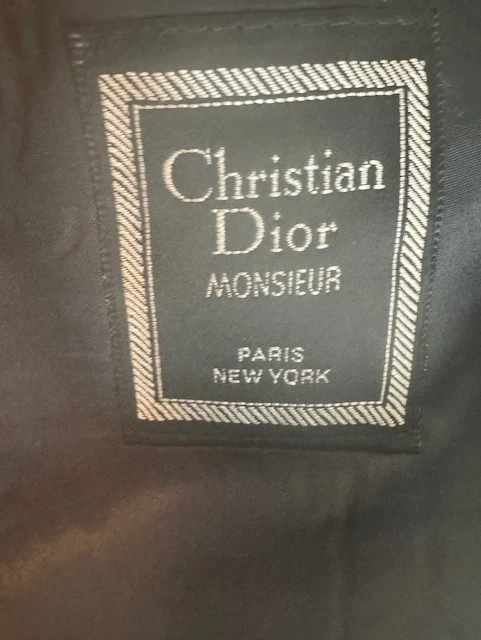 Christian
Dior
MONSIEUR
PARIS
NEW YORK